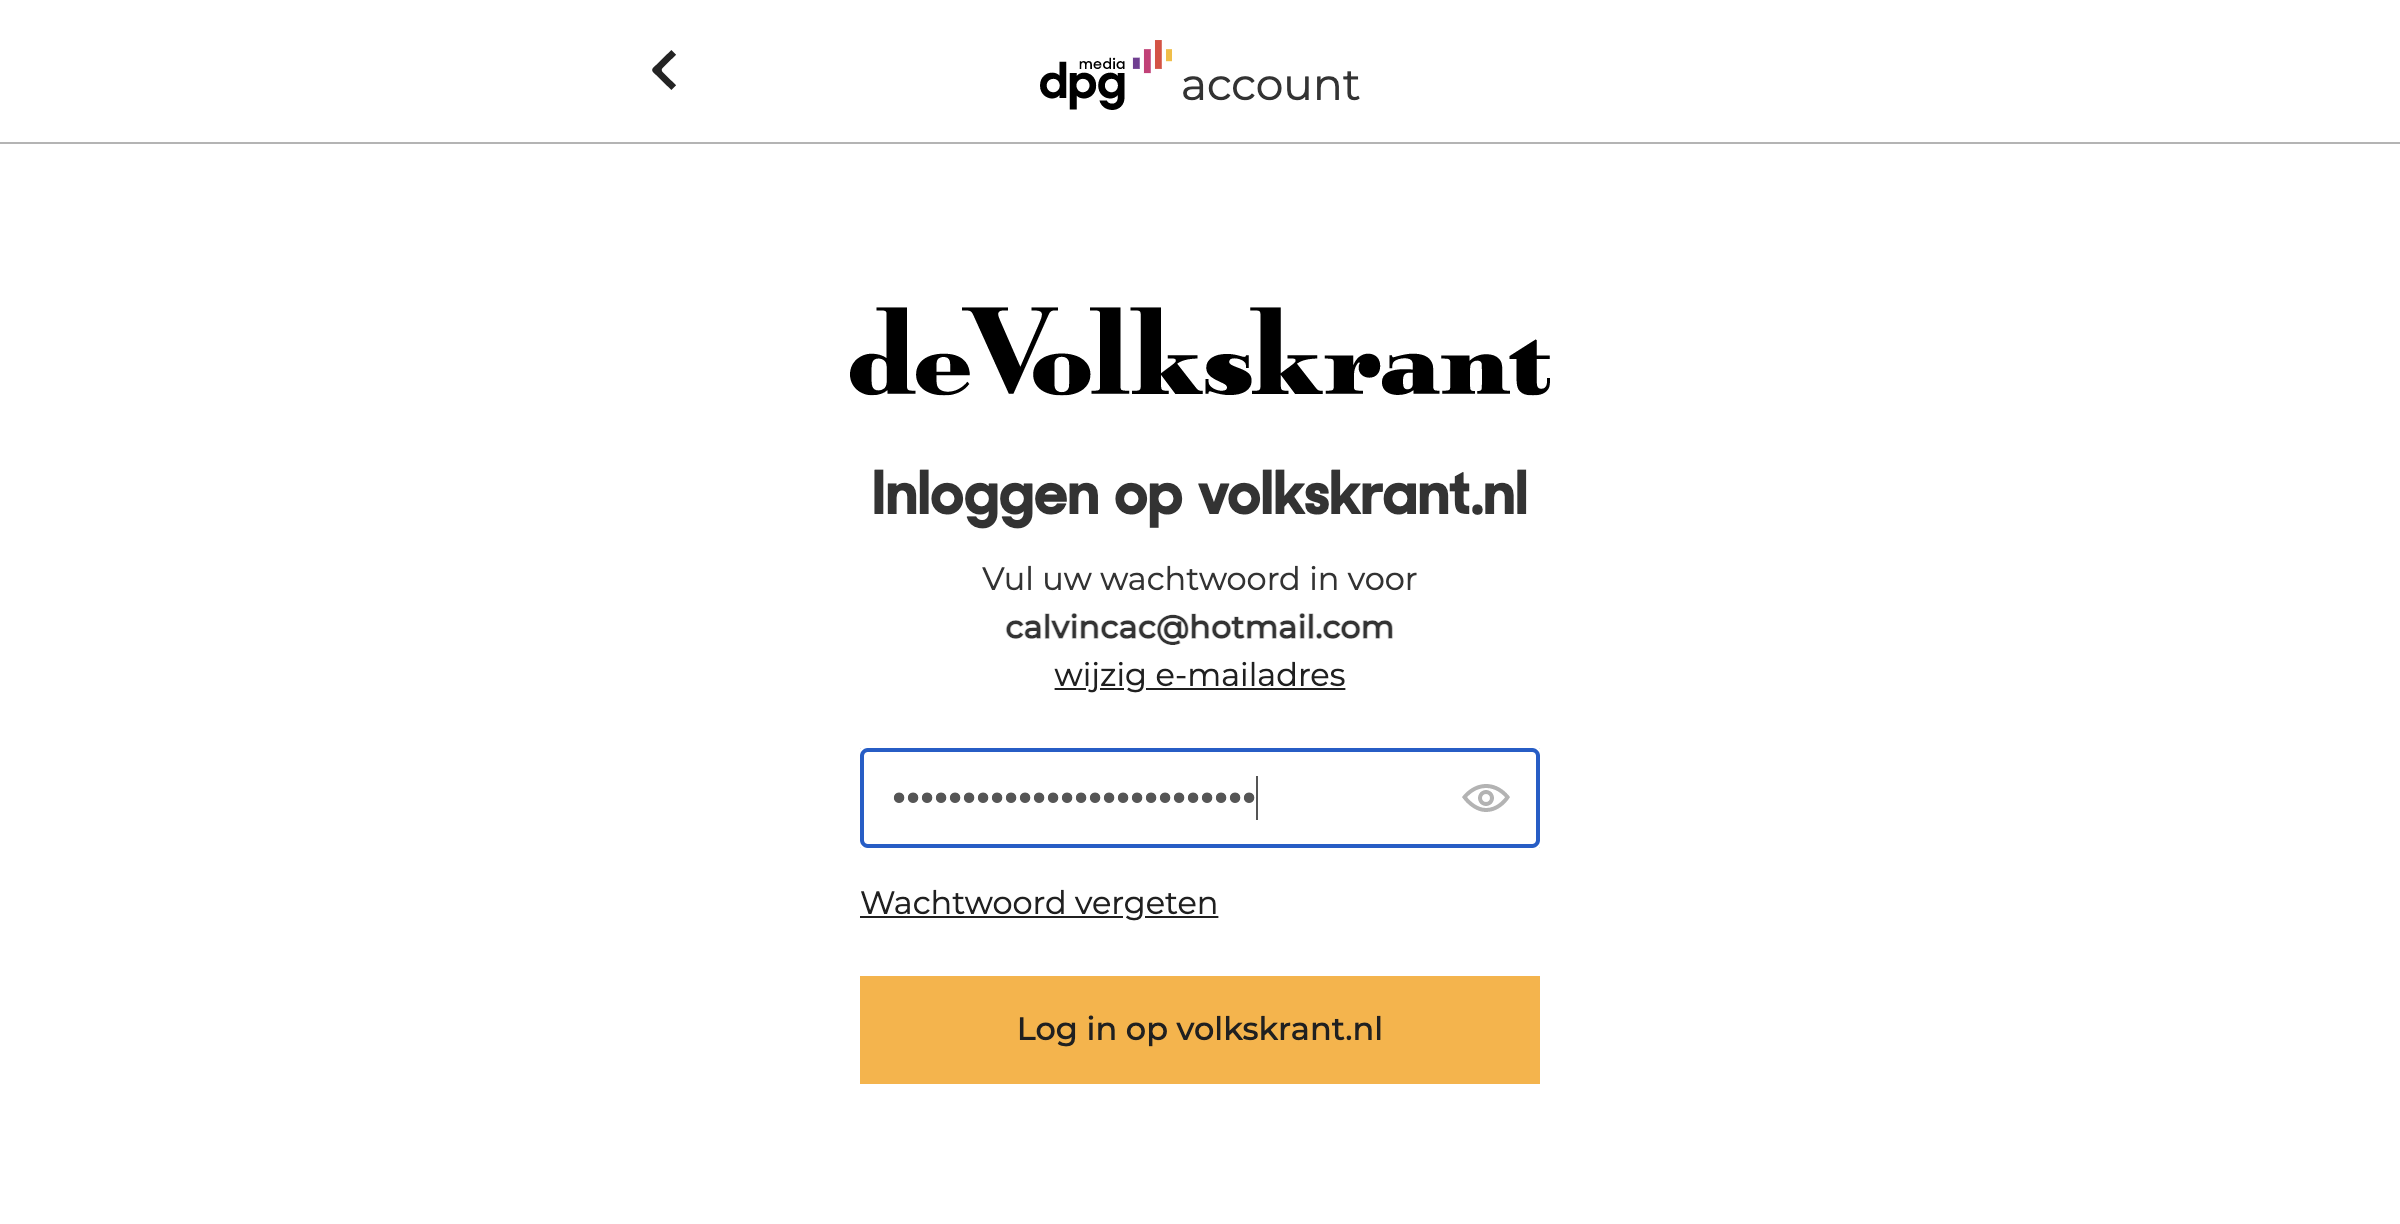 dpg media account
deVolkskrant
Inloggen op volkskrant.nl
Vul uw wachtwoord in voor
calvincac@hotmail.com
wijzig e-mailadres
••••••••••••••••••••••••••
Wachtwoord vergeten
Log in op volkskrant.nl